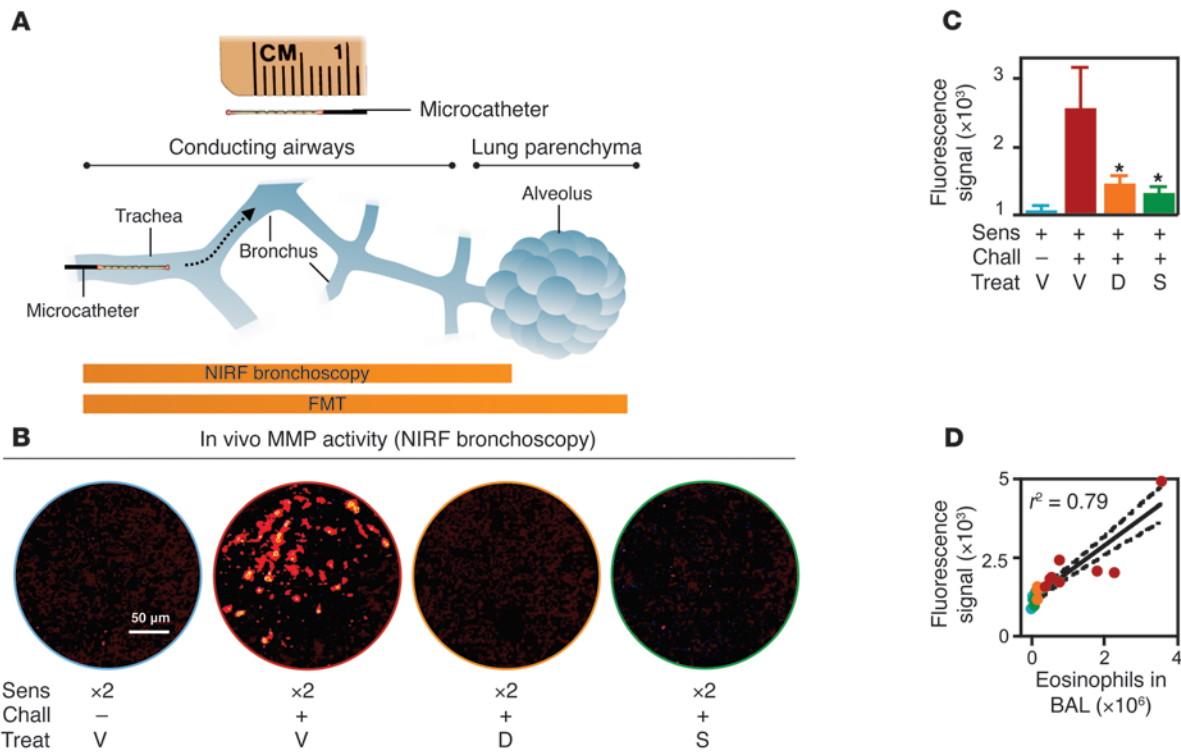 A
CM 1
Microcatheter
Conducting airways
Lung parenchyma
Trachea
Alveolus
Bronchus
Microcatheter
NIRF bronchoscopy
FMT
B
In vivo MMP activity (NIRF bronchoscopy)
50 µm
Sens ×2 ×2 ×2 ×2
Chall – + + +
Treat V V D S
C
Fluorescence
signal (×10³)
3
2
1
* *
Sens + + + +
Chall – + + +
Treat V V D S
D
Fluorescence
signal (×10³)
5
2.5
0
r² = 0.79
0 2 4
Eosinophils in
BAL (×10⁶)